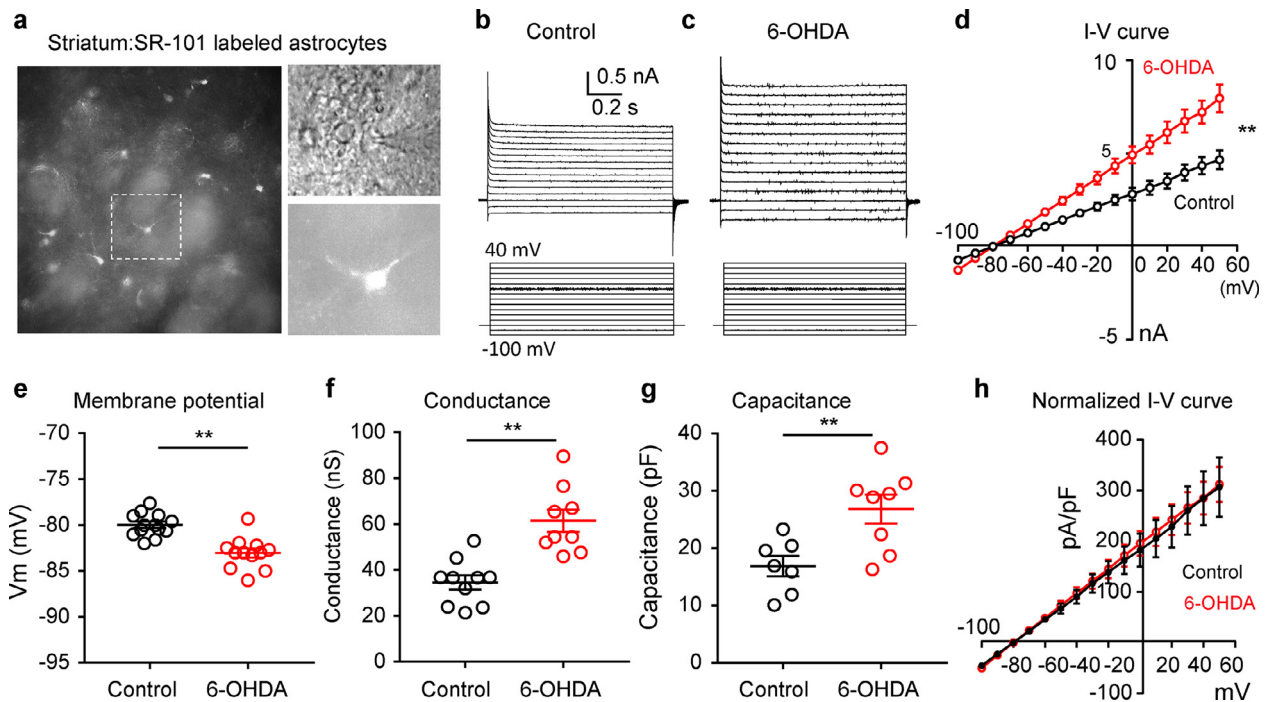 a
Striatum:SR-101 labeled astrocytes
b
Control
0.5 nA
0.2 s
40 mV
-100 mV
c
6-OHDA
d
I-V curve
10
6-OHDA
5
**
Control
-100
-80 -60 -40 -20 0 20 40 60
(mV)
-5
nA
e
Membrane potential
**
-70
-75
-80
-85
-90
-95
Vm (mV)
Control 6-OHDA
f
Conductance
**
100
80
60
40
20
0
Conductance (nS)
Control 6-OHDA
g
Capacitance
**
40
30
20
10
0
Capacitance (pF)
Control 6-OHDA
h
Normalized I-V curve
400
300
200
100
pA/pF
Control
6-OHDA
-100
-80 -60 -40 -20 0 20 40 60
-100
mV